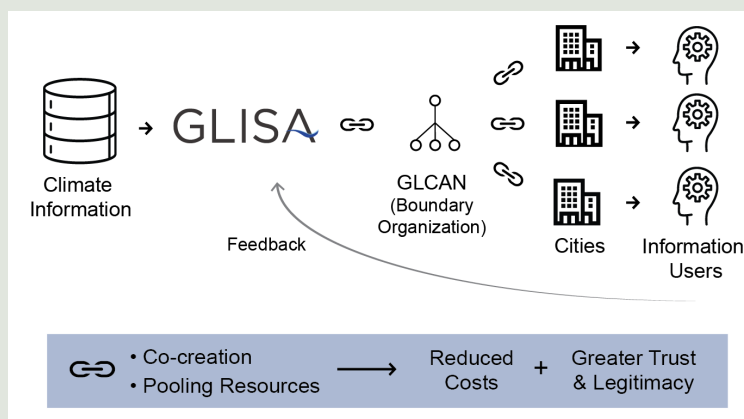 Climate
Information
GLISA
GLCAN
(Boundary
Organization)
Cities
Information
Users
Feedback
• Co-creation
• Pooling Resources
Reduced
Costs
+
Greater Trust
& Legitimacy